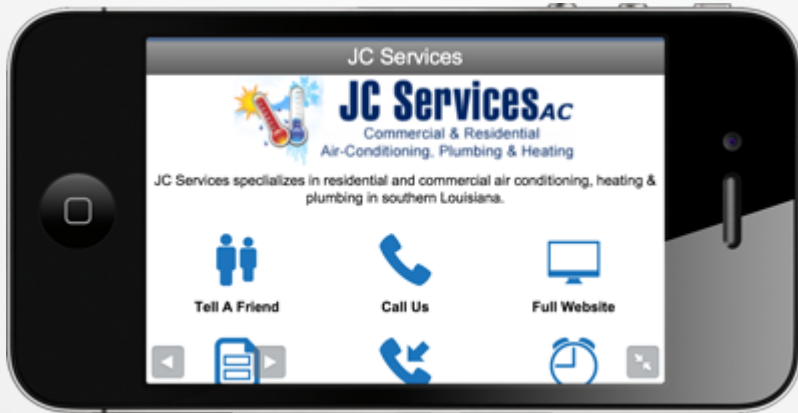 JC Services
JC ServicesAC
Commercial & Residential
Air-Conditioning, Plumbing & Heating
JC Services speclializes in residential and commercial air conditioning, heating &
plumbing in southern Louisiana.
Tell A Friend
Call Us
Full Website